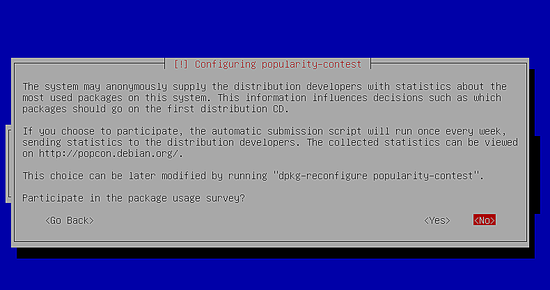 [!] Configuring popularity-contest
The system may anonymously supply the distribution developers with statistics about the
most used packages on this system. This information influences decisions such as which
packages should go on the first distribution CD.
If you choose to participate, the automatic submission script will run once every week,
sending statistics to the distribution developers. The collected statistics can be viewed
on http://popcon.debian.org/.
This choice can be later modified by running "dpkg-reconfigure popularity-contest".
Participate in the package usage survey?
<Go Back> <Yes> <No>